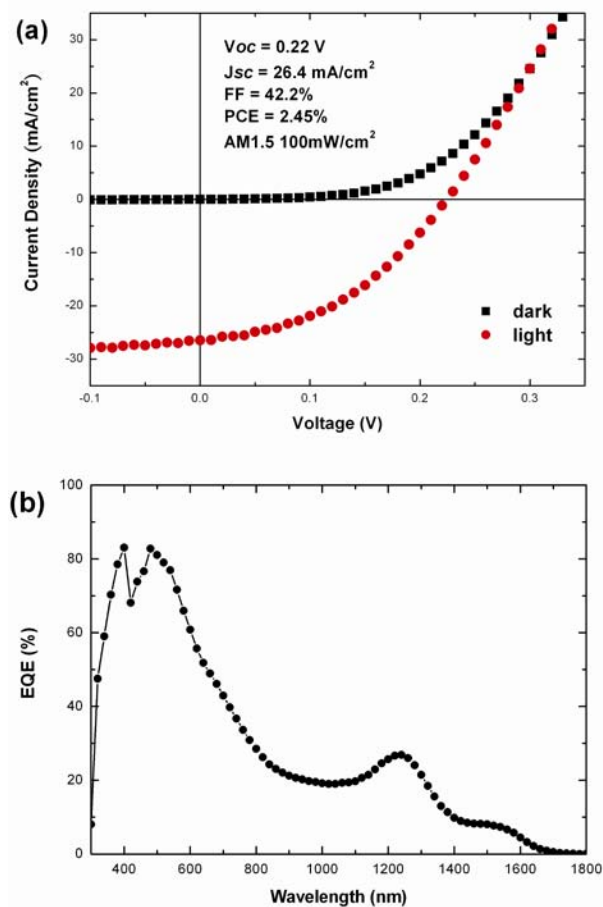 (a)
Voc = 0.22 V
Jsc = 26.4 mA/cm²
FF = 42.2%
PCE = 2.45%
AM1.5 100mW/cm²
30
20
10
0
-10
-20
-30
Current Density (mA/cm²)
dark
light
-0.1 0.0 0.1 0.2 0.3
Voltage (V)
(b)
100
80
60
40
20
0
EQE (%)
400 600 800 1000 1200 1400 1600 1800
Wavelength (nm)